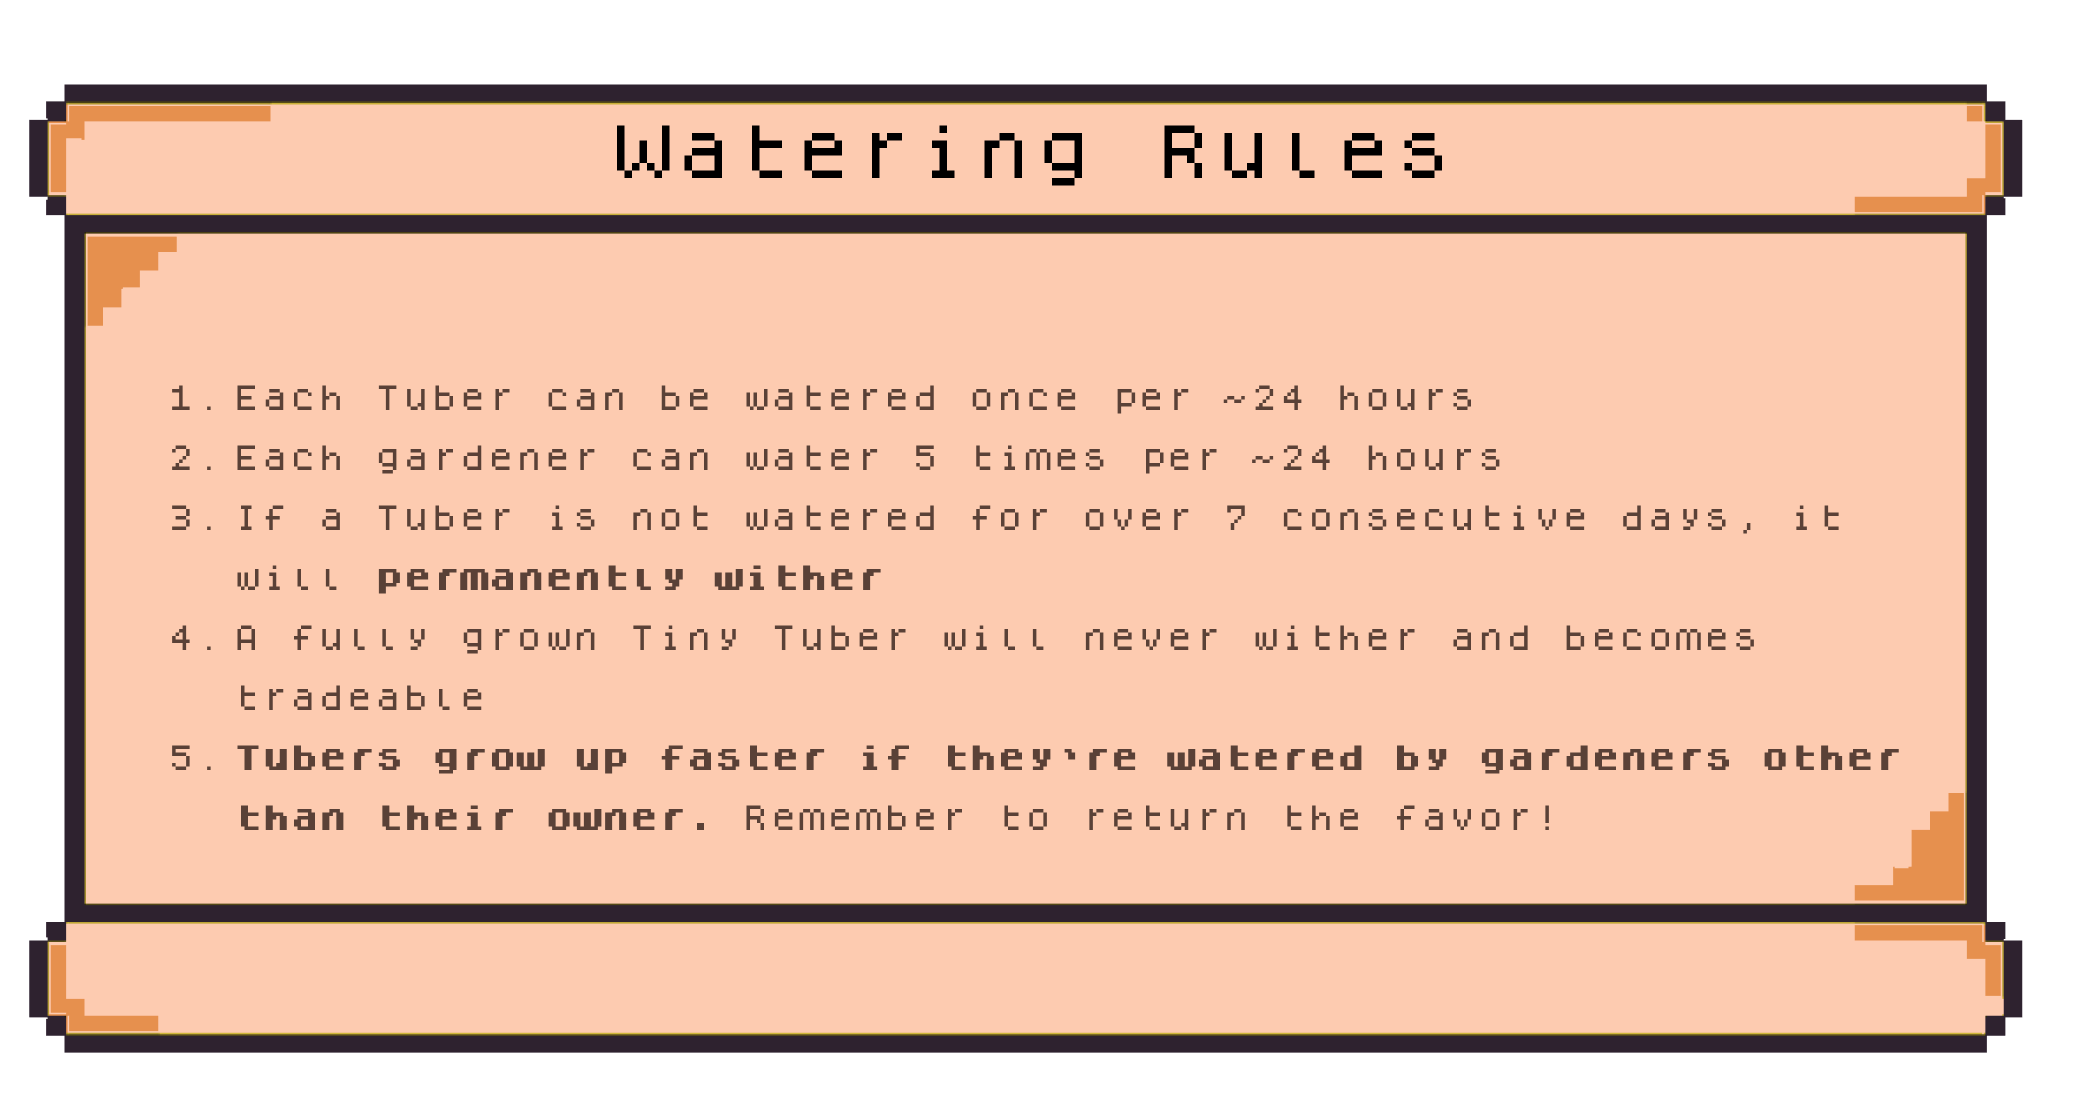 Watering Rules
1. Each Tuber can be watered once per ~24 hours
2. Each gardener can water 5 times per ~24 hours
3. If a Tuber is not watered for over 7 consecutive days, it
will permanently wither
4. A fully grown Tiny Tuber will never wither and becomes
tradeable
5. Tubers grow up faster if they're watered by gardeners other
than their owner. Remember to return the favor!